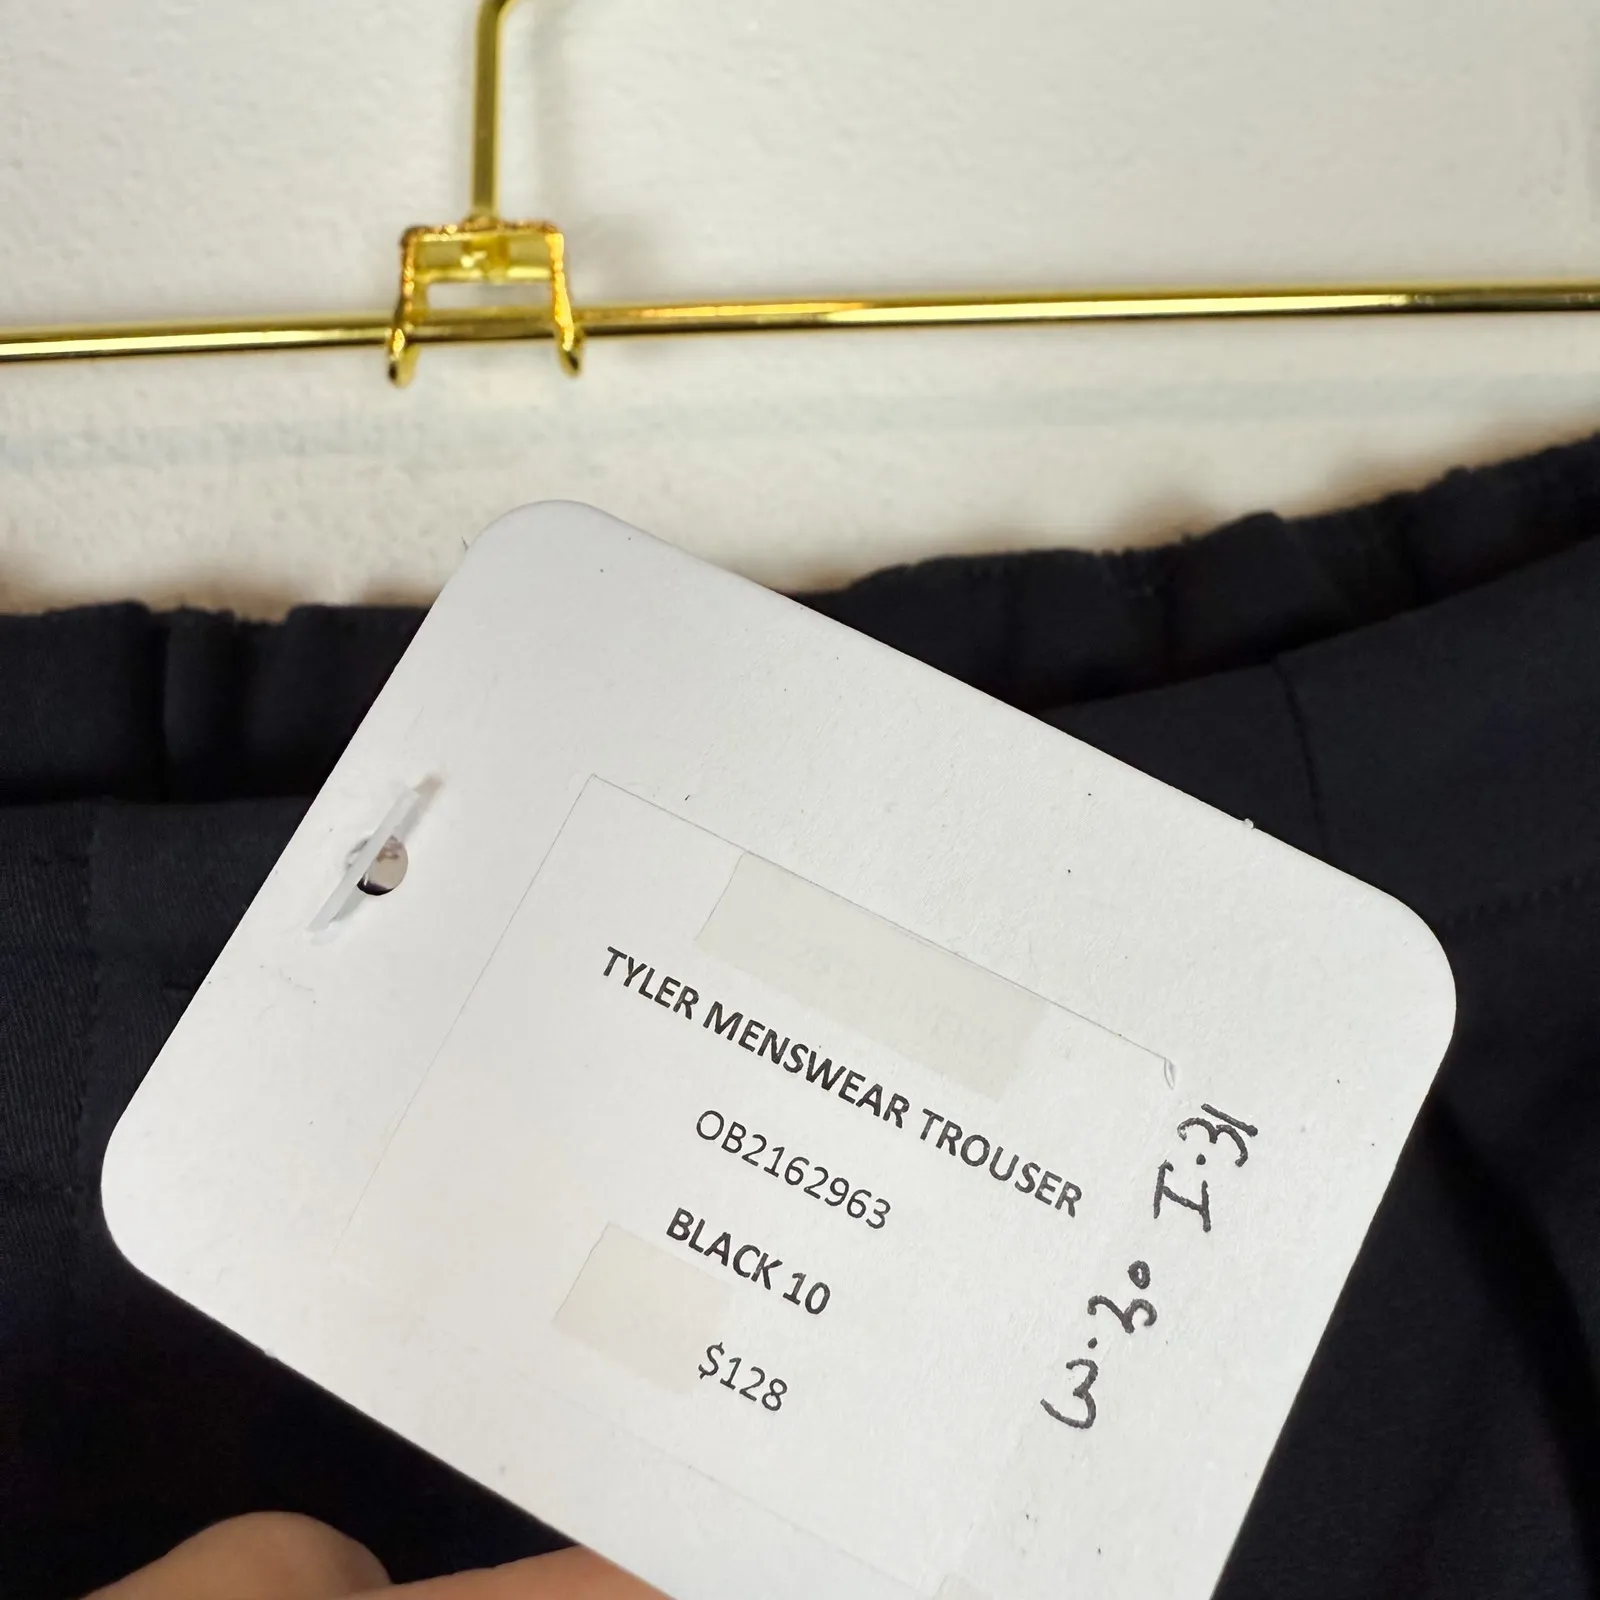 TYLER MENSWEAR TROUSER
OB2162963
BLACK 10
$128
W.30 I.31